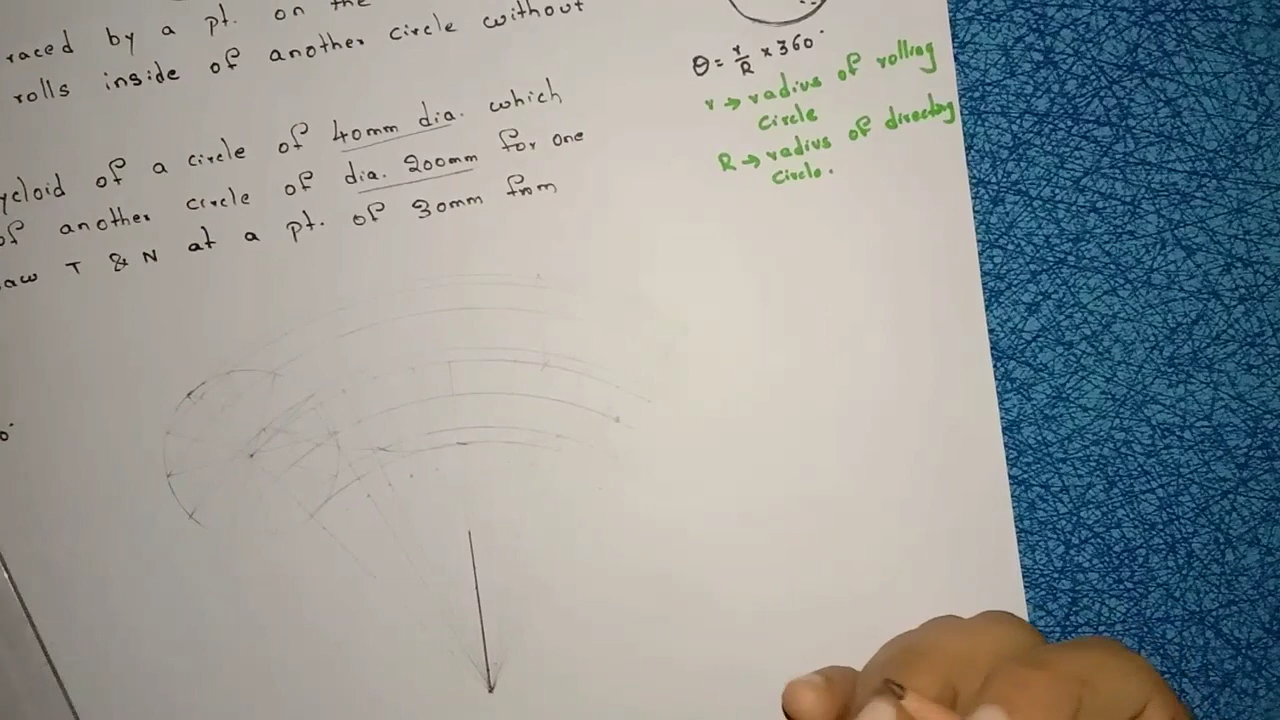 raced by a pt. on the
rolls inside of another circle without
ycloid of a circle of 40mm dia. which
of another circle of dia. 200mm for one
aw T & N at a pt. of 30mm from
θ = r/R × 360°
r → radius of rolling
circle
R → radius of directing
circle.
0°